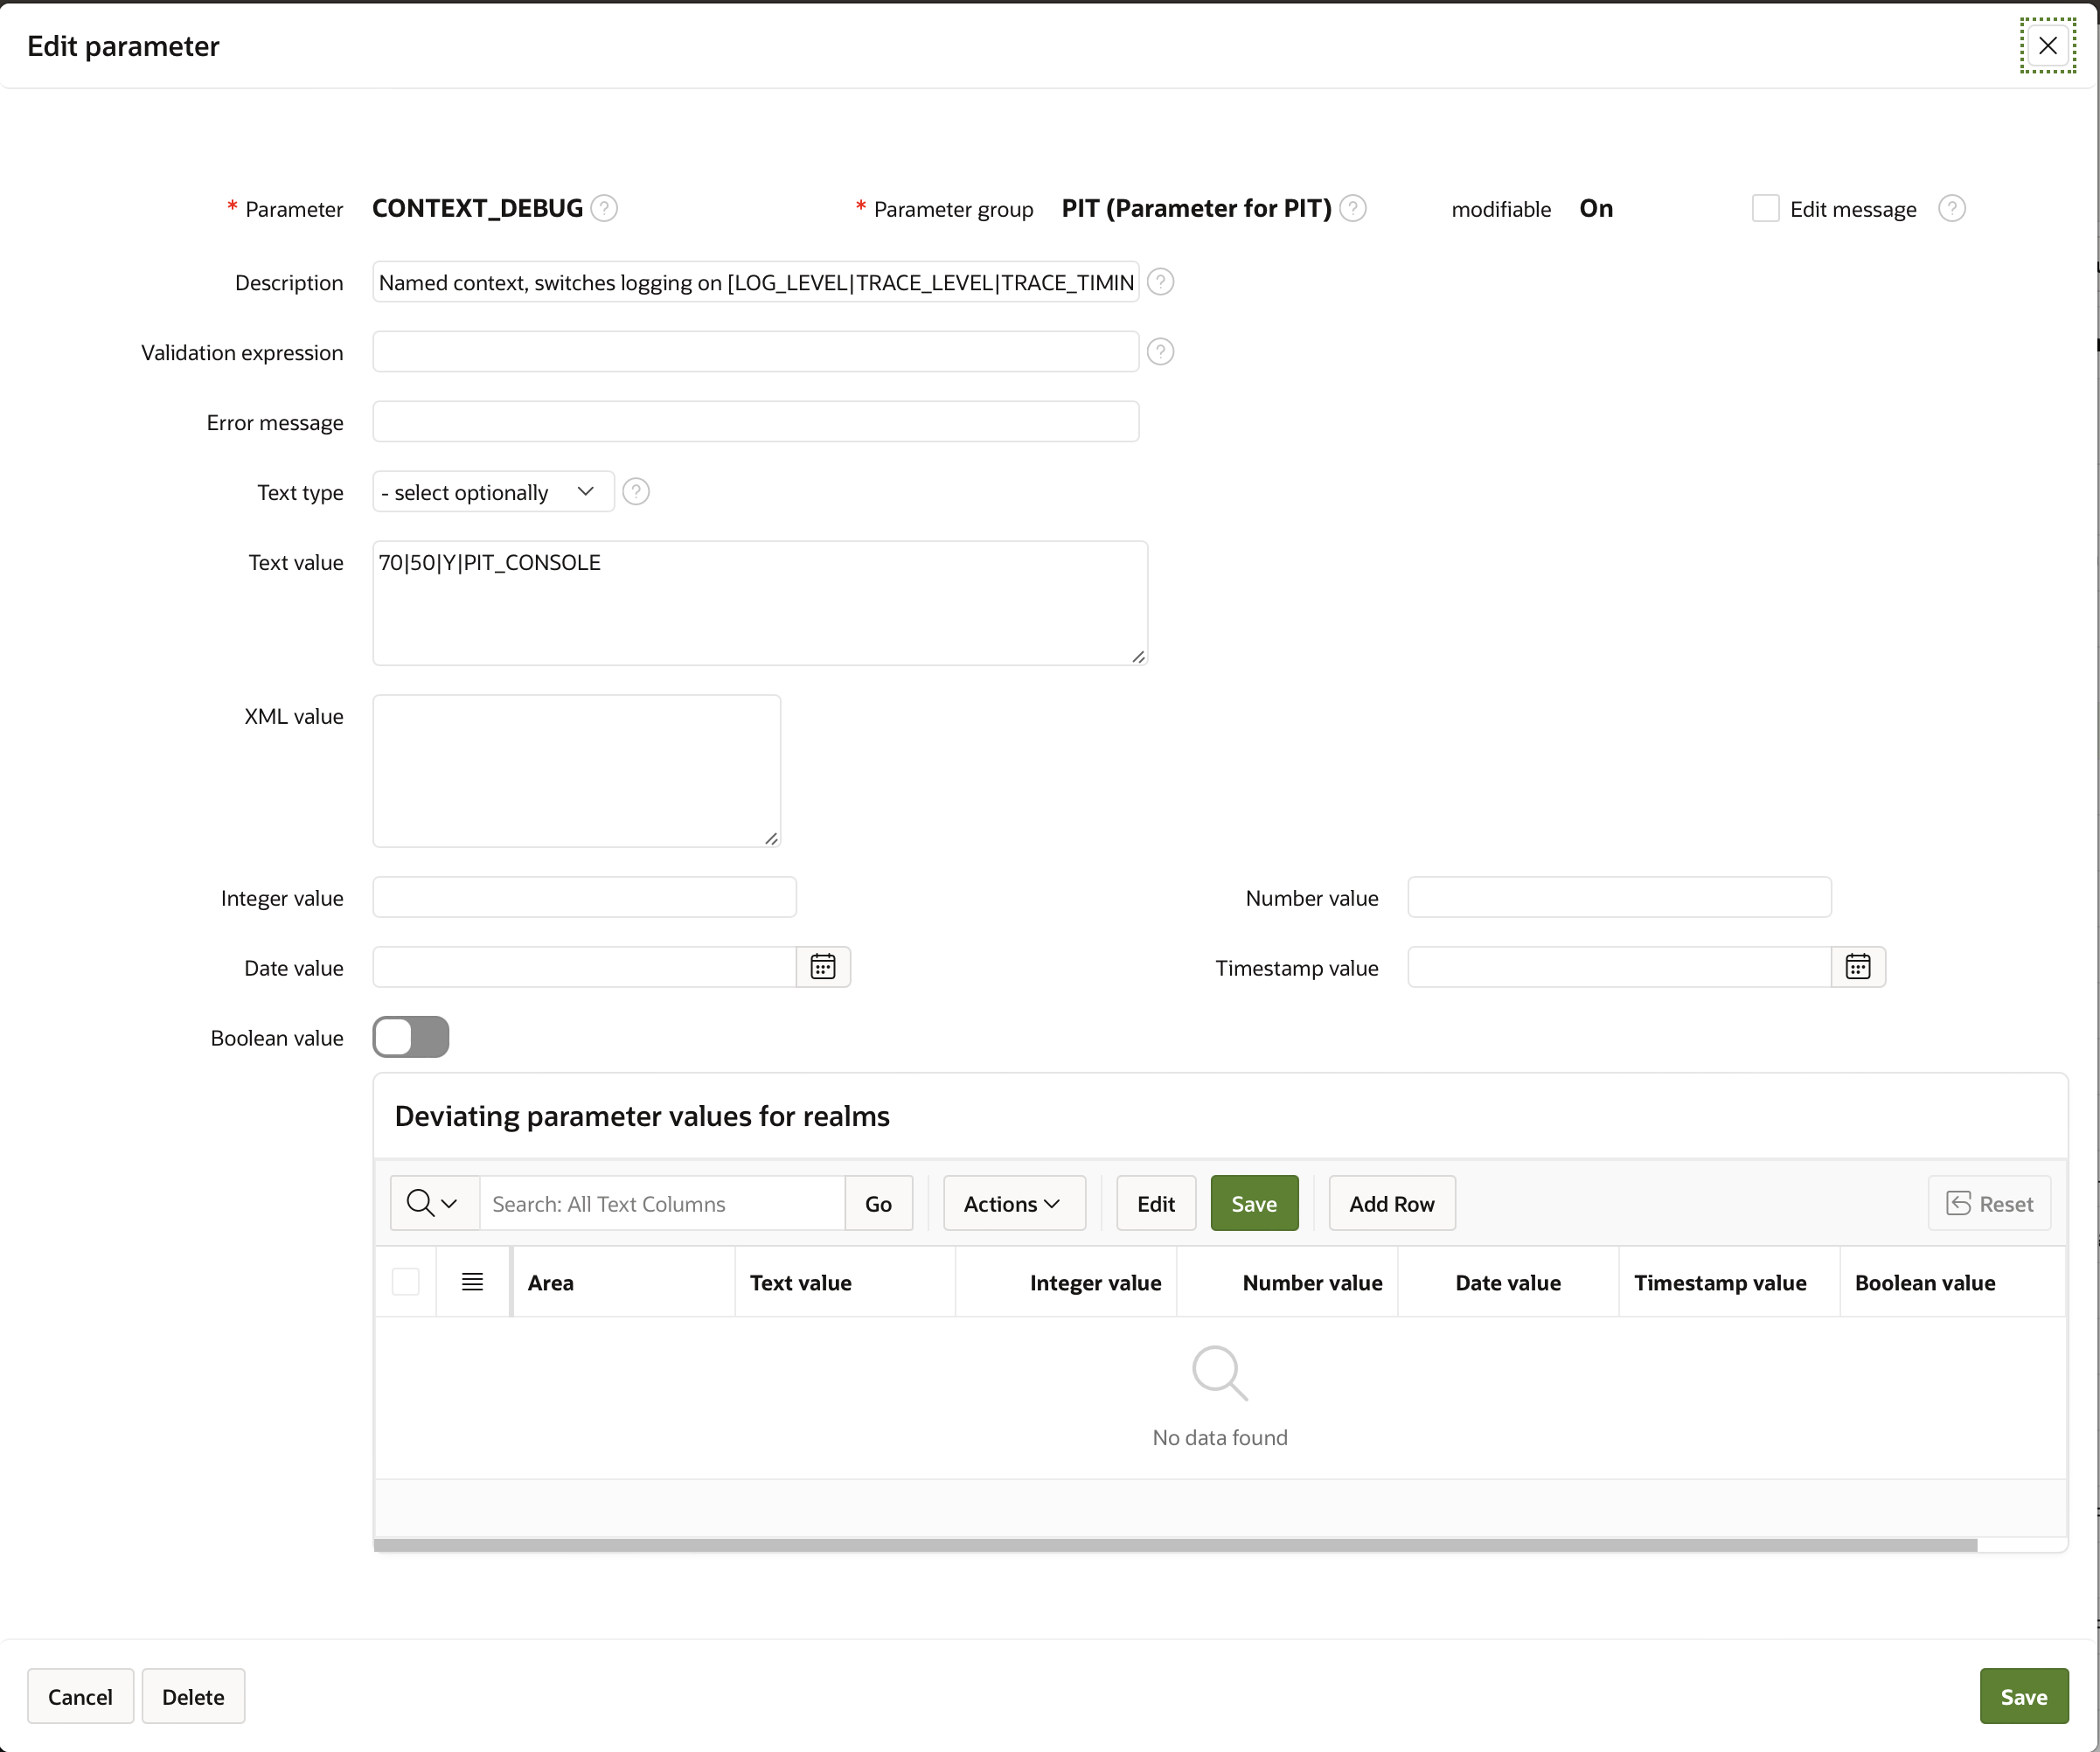 Edit parameter
* Parameter CONTEXT_DEBUG ? * Parameter group PIT (Parameter for PIT) ? modifiable On Edit message ?
Description Named context, switches logging on [LOG_LEVEL|TRACE_LEVEL|TRACE_TIMIN ?
Validation expression ?
Error message
Text type - select optionally ?
Text value 70|50|Y|PIT_CONSOLE
XML value
Integer value Number value
Date value Timestamp value
Boolean value
Deviating parameter values for realms
Search: All Text Columns Go Actions Edit Save Add Row Reset
Area Text value Integer value Number value Date value Timestamp value Boolean value
No data found
Cancel Delete Save